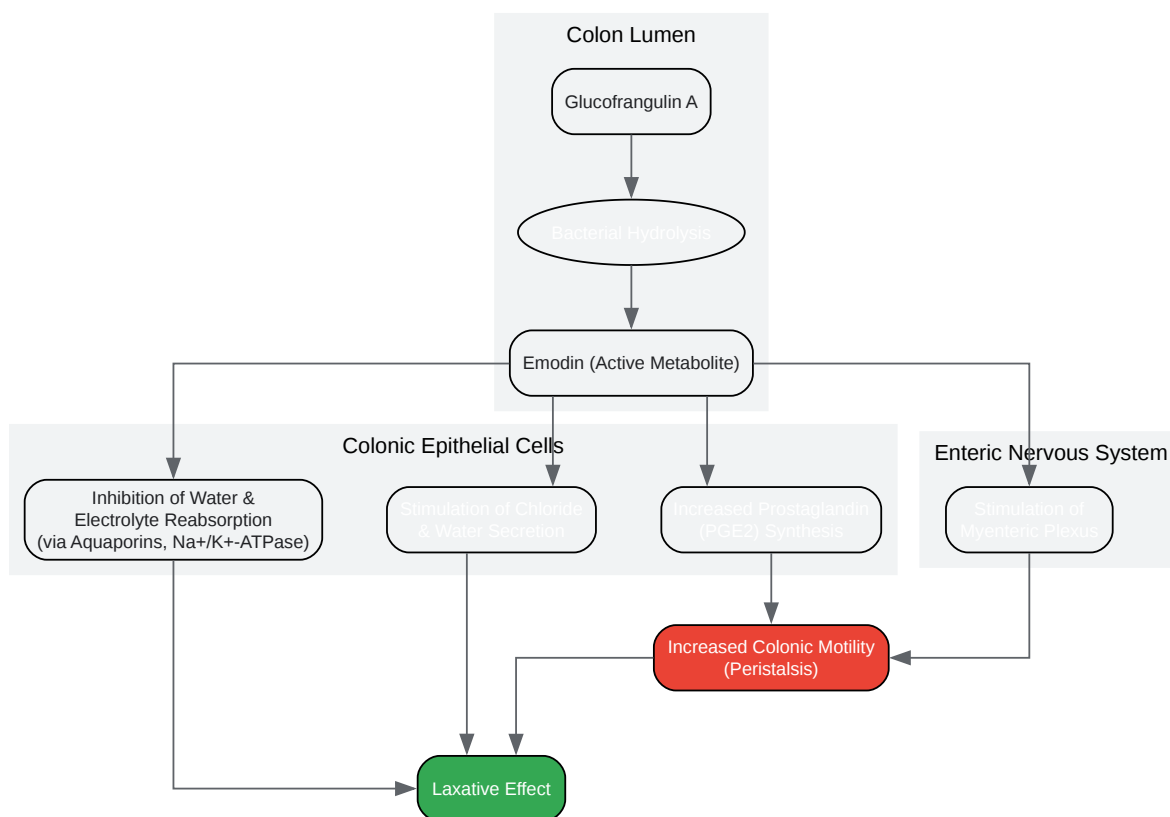 Colon Lumen
Glucofrangulin A
Bacterial Hydrolysis
Emodin (Active Metabolite)
Colonic Epithelial Cells
Enteric Nervous System
Inhibition of Water &
Electrolyte Reabsorption
(via Aquaporins, Na+/K+-ATPase)
Stimulation of Chloride
& Water Secretion
Increased Prostaglandin
(PGE2) Synthesis
Stimulation of
Myenteric Plexus
Increased Colonic Motility
(Peristalsis)
Laxative Effect